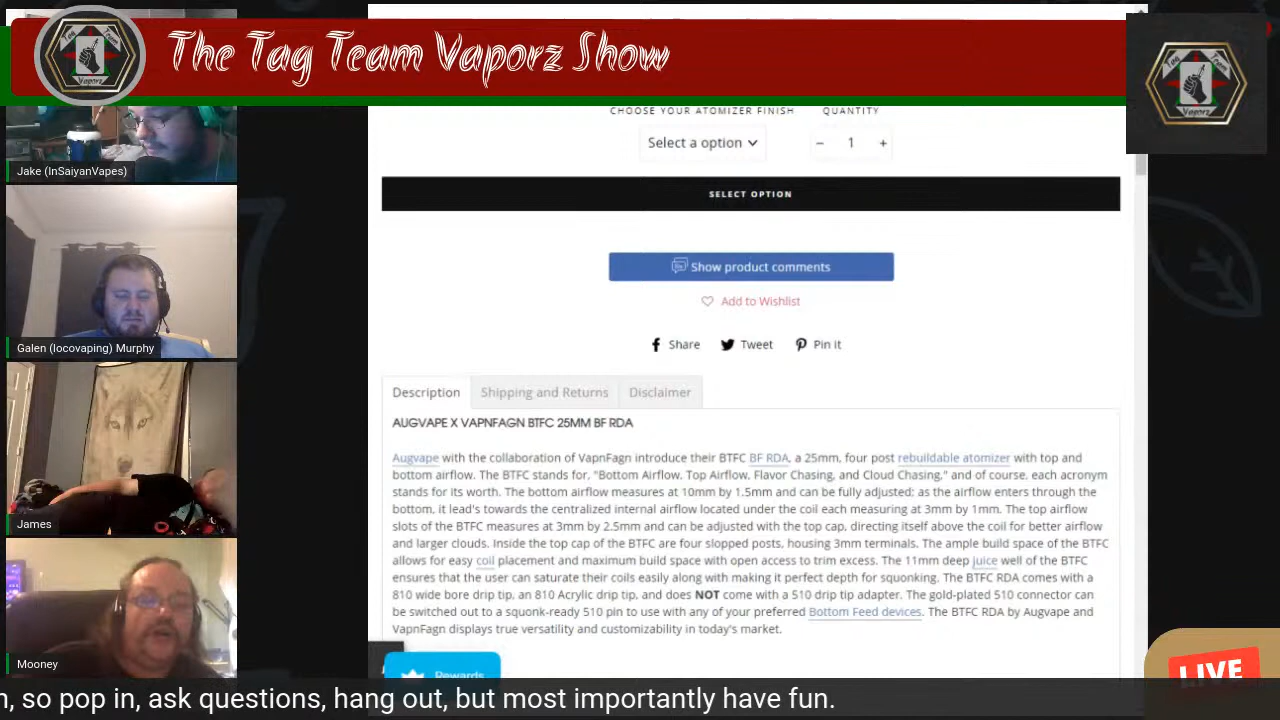 The Tag Team Vaporz Show
Tag Team
Vaporz
Tag Team
Vaporz
Jake (InSaiyanVapes)
Galen (locovaping) Murphy
James
Mooney
CHOOSE YOUR ATOMIZER FINISH QUANTITY
Select a option − 1 +
SELECT OPTION
Show product comments
Add to Wishlist
Share Tweet Pin it
Description Shipping and Returns Disclaimer
AUGVAPE X VAPNFAGN BTFC 25MM BF RDA
Augvape with the collaboration of VapnFagn introduce their BTFC BF RDA, a 25mm, four post rebuildable atomizer with top and
bottom airflow. The BTFC stands for, "Bottom Airflow, Top Airflow, Flavor Chasing, and Cloud Chasing," and of course, each acronym
stands for its worth. The bottom airflow measures at 10mm by 1.5mm and can be fully adjusted; as the airflow enters through the
bottom, it lead's towards the centralized internal airflow located under the coil each measuring at 3mm by 1mm. The top airflow
slots of the BTFC measures at 3mm by 2.5mm and can be adjusted with the top cap, directing itself above the coil for better airflow
and larger clouds. Inside the top cap of the BTFC are four slopped posts, housing 3mm terminals. The ample build space of the BTFC
allows for easy coil placement and maximum build space with open access to trim excess. The 11mm deep juice well of the BTFC
ensures that the user can saturate their coils easily along with making it perfect depth for squonking. The BTFC RDA comes with a
810 wide bore drip tip, an 810 Acrylic drip tip, and does NOT come with a 510 drip tip adapter. The gold-plated 510 connector can
be switched out to a squonk-ready 510 pin to use with any of your preferred Bottom Feed devices. The BTFC RDA by Augvape and
VapnFagn displays true versatility and customizability in today's market.
Rewards
LIVE
n, so pop in, ask questions, hang out, but most importantly have fun.